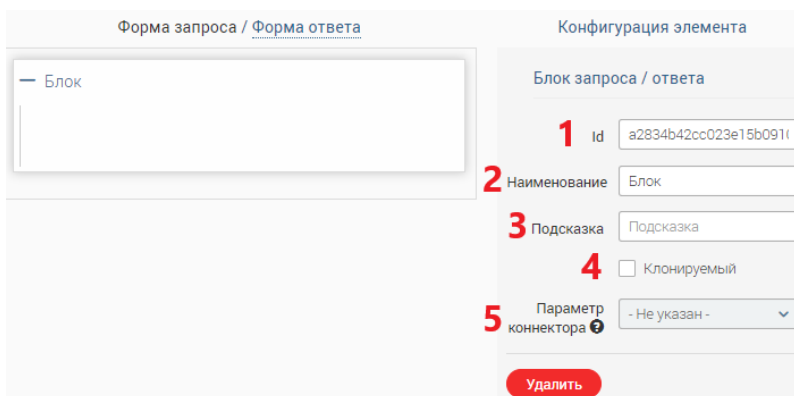 Форма запроса / Форма ответа
Конфигурация элемента
Блок
Блок запроса / ответа
1 Id a2834b42cc023e15b091(
2 Наименование Блок
3 Подсказка Подсказка
4 Клонируемый
5 Параметр коннектора ? - Не указан -
Удалить